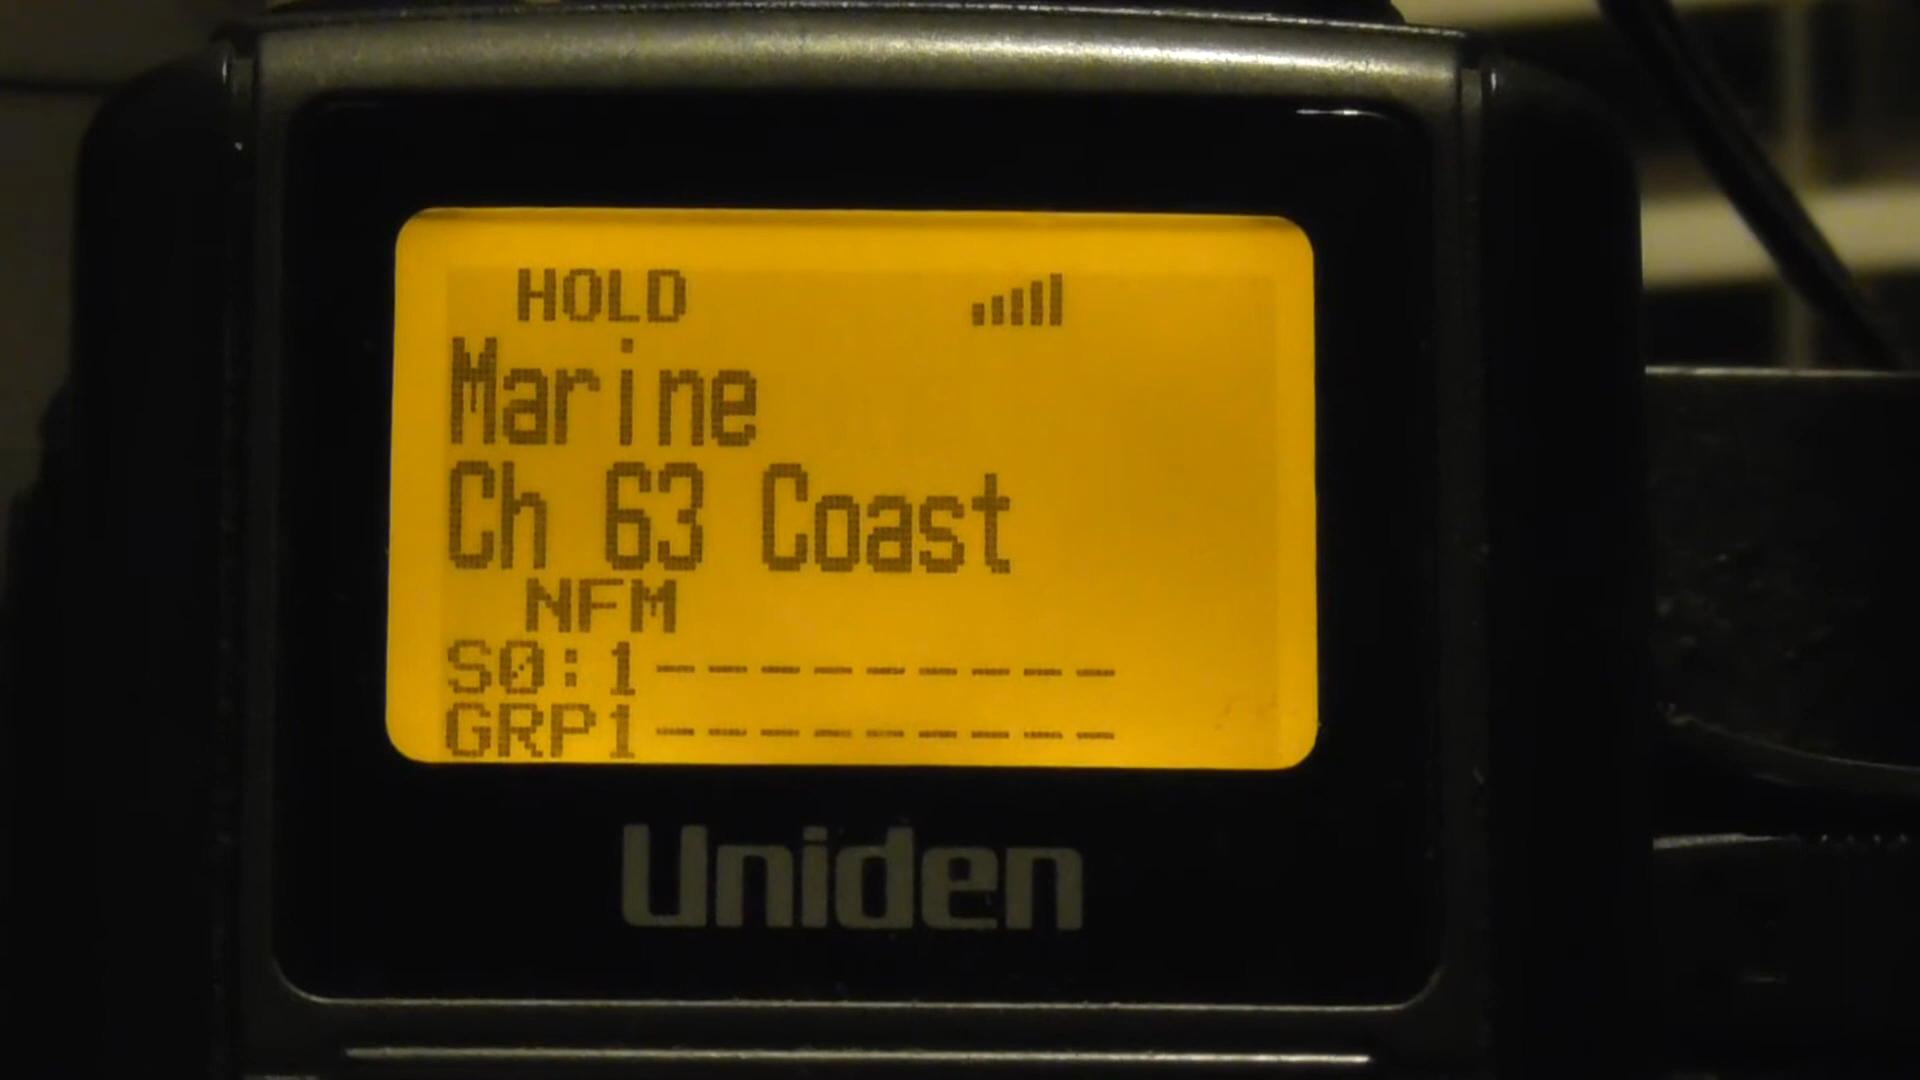 HOLD
Marine
Ch 63 Coast
NFM
S0:1---------
GRP1---------
Uniden